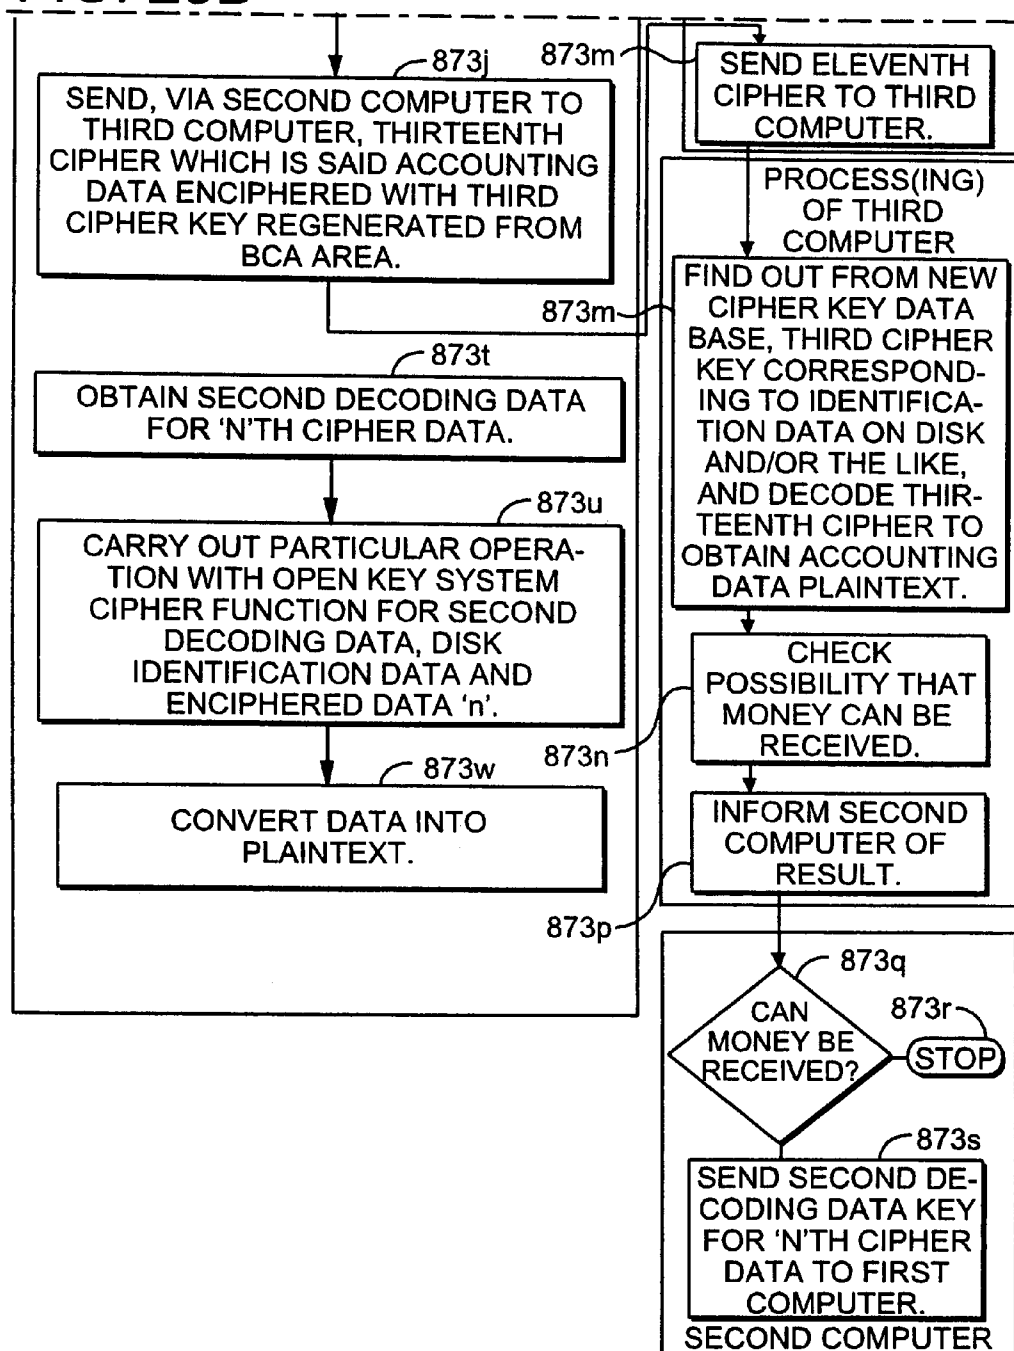 873j
SEND, VIA SECOND COMPUTER TO
THIRD COMPUTER, THIRTEENTH
CIPHER WHICH IS SAID ACCOUNTING
DATA ENCIPHERED WITH THIRD
CIPHER KEY REGENERATED FROM
BCA AREA.
873t
OBTAIN SECOND DECODING DATA
FOR ‘N’TH CIPHER DATA.
873u
CARRY OUT PARTICULAR OPERA-
TION WITH OPEN KEY SYSTEM
CIPHER FUNCTION FOR SECOND
DECODING DATA, DISK
IDENTIFICATION DATA AND
ENCIPHERED DATA ‘n’.
873w
CONVERT DATA INTO
PLAINTEXT.
873m
SEND ELEVENTH
CIPHER TO THIRD
COMPUTER.
PROCESS(ING)
OF THIRD
COMPUTER
873m
FIND OUT FROM NEW
CIPHER KEY DATA
BASE, THIRD CIPHER
KEY CORRESPOND-
ING TO IDENTIFICA-
TION DATA ON DISK
AND/OR THE LIKE,
AND DECODE THIR-
TEENTH CIPHER TO
OBTAIN ACCOUNTING
DATA PLAINTEXT.
CHECK
POSSIBILITY THAT
MONEY CAN BE
RECEIVED.
873n
INFORM SECOND
COMPUTER OF
RESULT.
873p
873q
CAN
MONEY BE
RECEIVED?
873r
STOP
873s
SEND SECOND DE-
CODING DATA KEY
FOR ‘N’TH CIPHER
DATA TO FIRST
COMPUTER.
SECOND COMPUTER